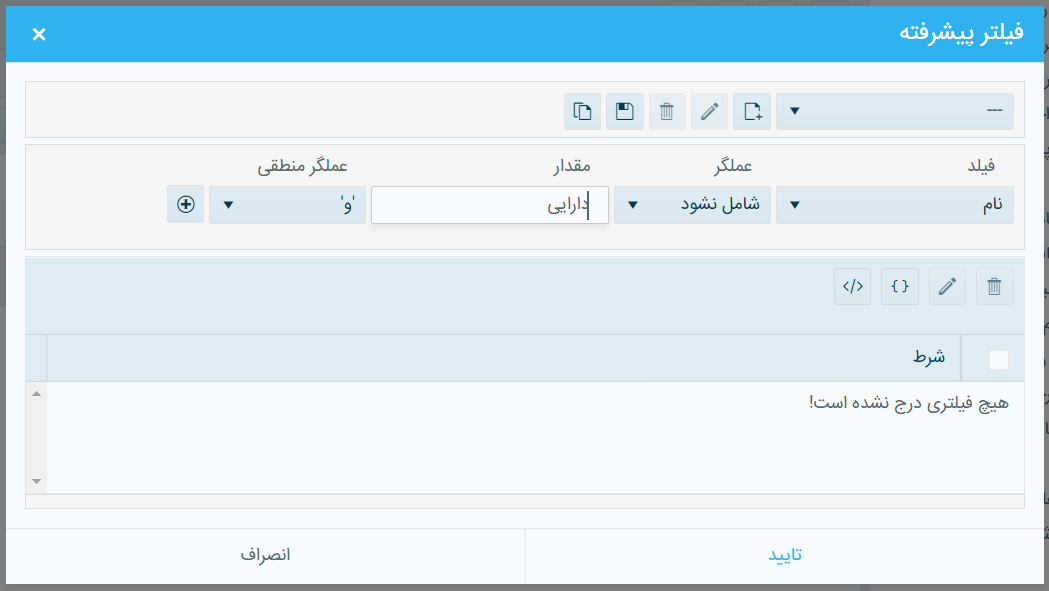 فیلتر پیشرفته
---
فیلد عملگر مقدار عملگر منطقی
نام شامل نشود دارایی 'و'
{ } </>
شرط
هیچ فیلتری درج نشده است!
تایید انصراف